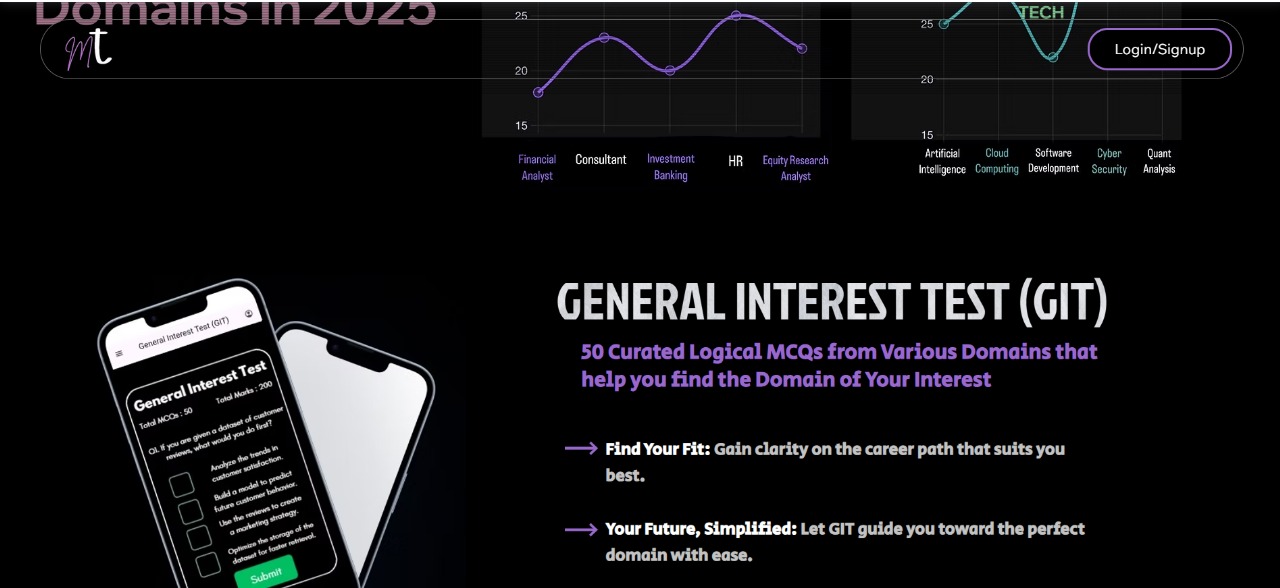 Domains in 2025
Mt
Login/Signup
25
20
15
Financial
Analyst
Consultant
Investment
Banking
HR
Equity Research
Analyst
TECH
25
20
15
Artificial
Intelligence
Cloud
Computing
Software
Development
Cyber
Security
Quant
Analysis
General Interest Test (GIT)
General Interest Test
Total MCQs : 50
Total Marks : 200
Q1. If you are given a dataset of customer
reviews, what would you do first?
Analyze the trends in
customer satisfaction.
Build a model to predict
future customer behavior.
Use the reviews to create
a marketing strategy.
Optimize the storage of the
dataset for faster retrieval.
Submit
GENERAL INTEREST TEST (GIT)
50 Curated Logical MCQs from Various Domains that
help you find the Domain of Your Interest
Find Your Fit: Gain clarity on the career path that suits you
best.
Your Future, Simplified: Let GIT guide you toward the perfect
domain with ease.